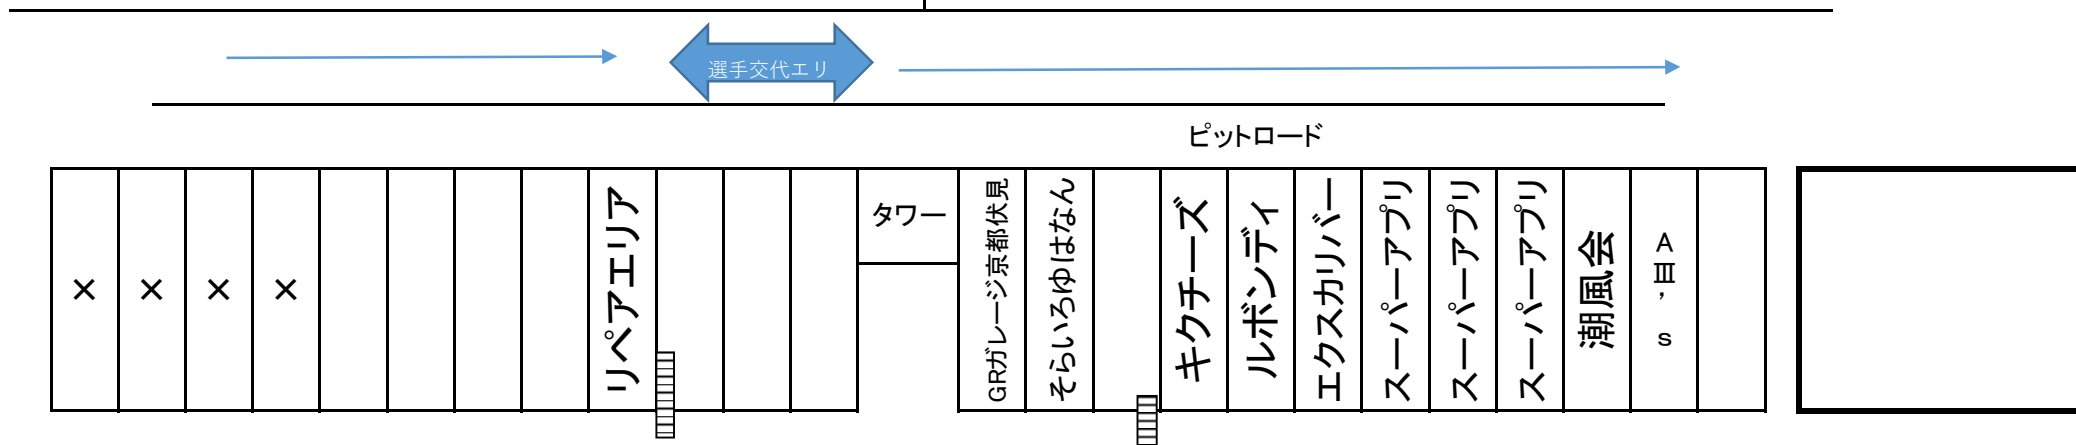 選手交代エリ
ピットロード
×
×
×
×
リペアエリア
タワー
GRガレージ京都伏見
そらいろゆはなん
キクチーズ
ルボンディ
エクスカリバー
スーパーアプリ
スーパーアプリ
スーパーアプリ
潮風会
A目’s